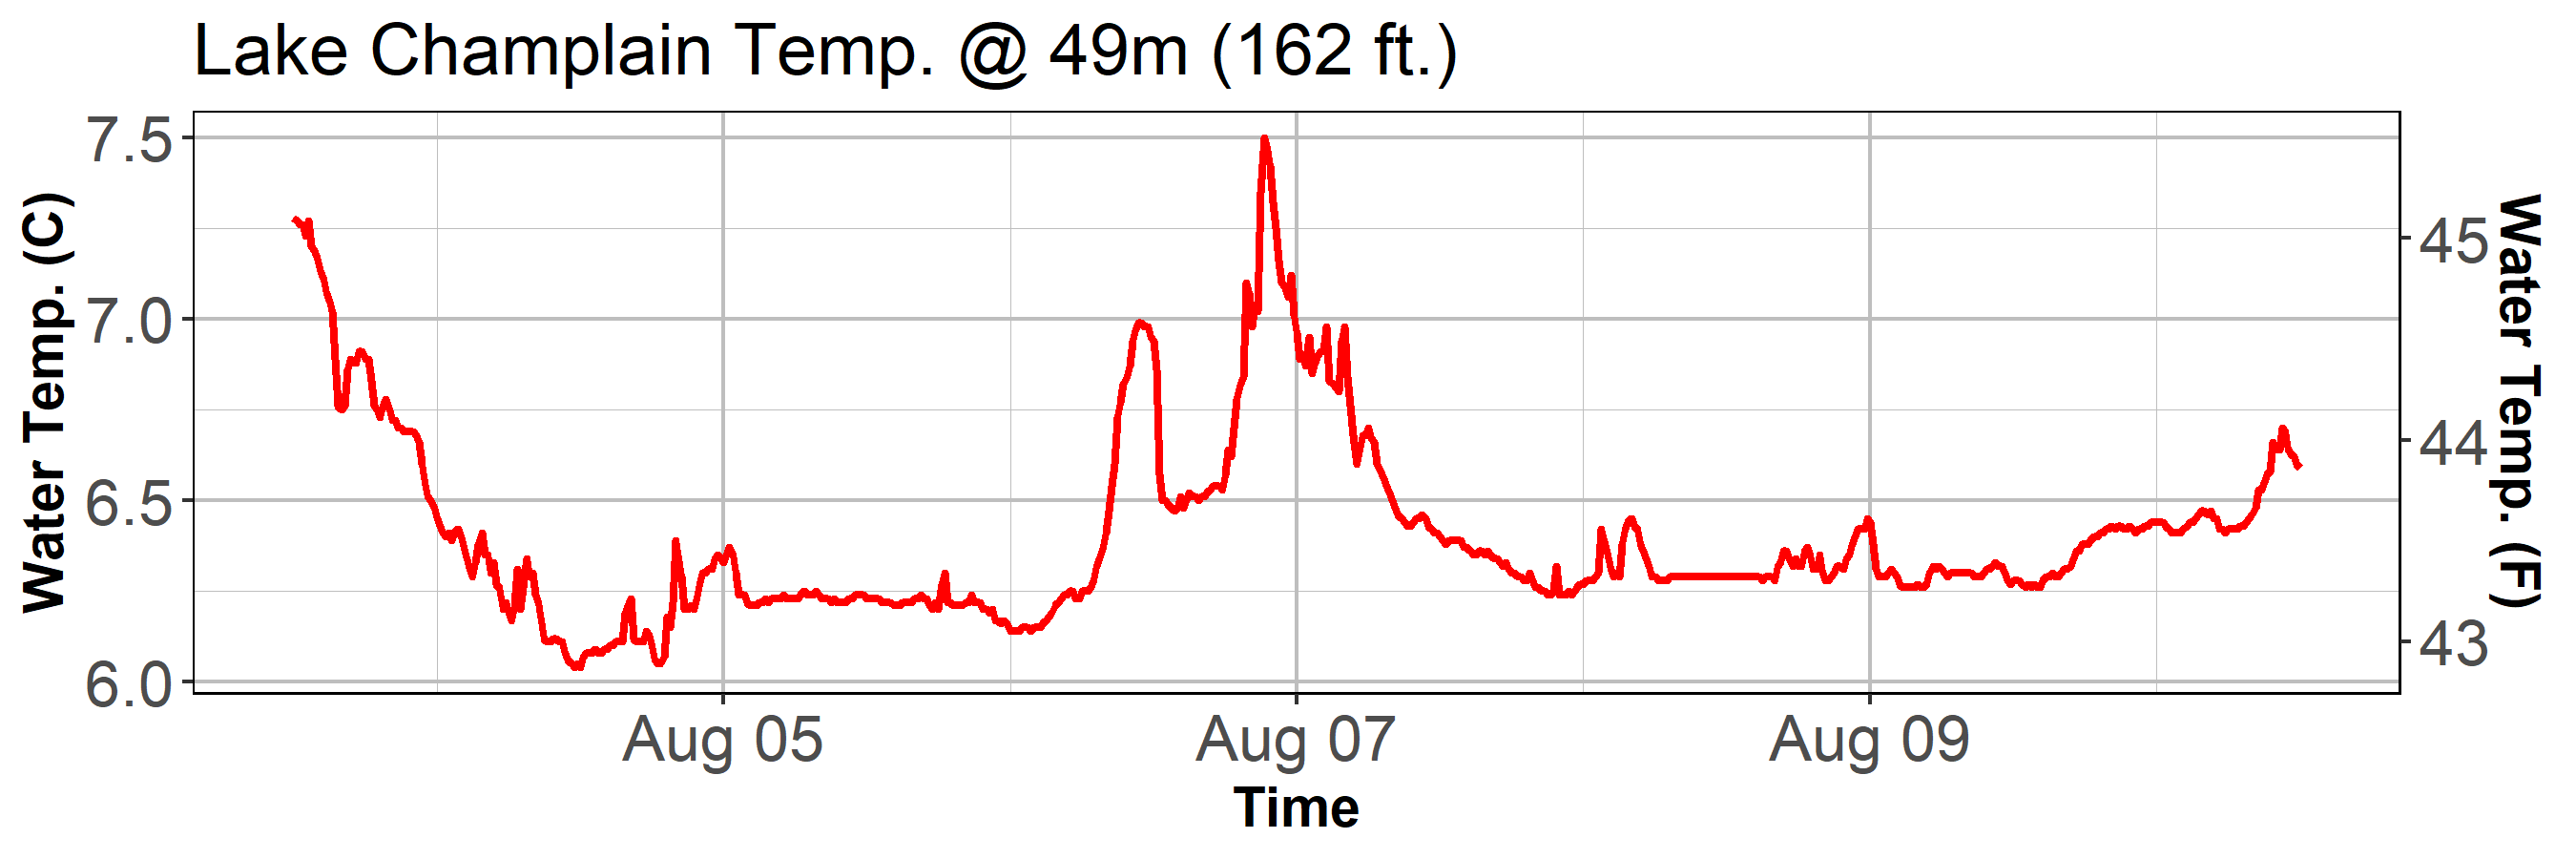 Lake Champlain Temp. @ 49m (162 ft.)
Water Temp. (C)
7.5
7.0
6.5
6.0
45
44
43
Water Temp. (F)
Aug 05 Aug 07 Aug 09
Time